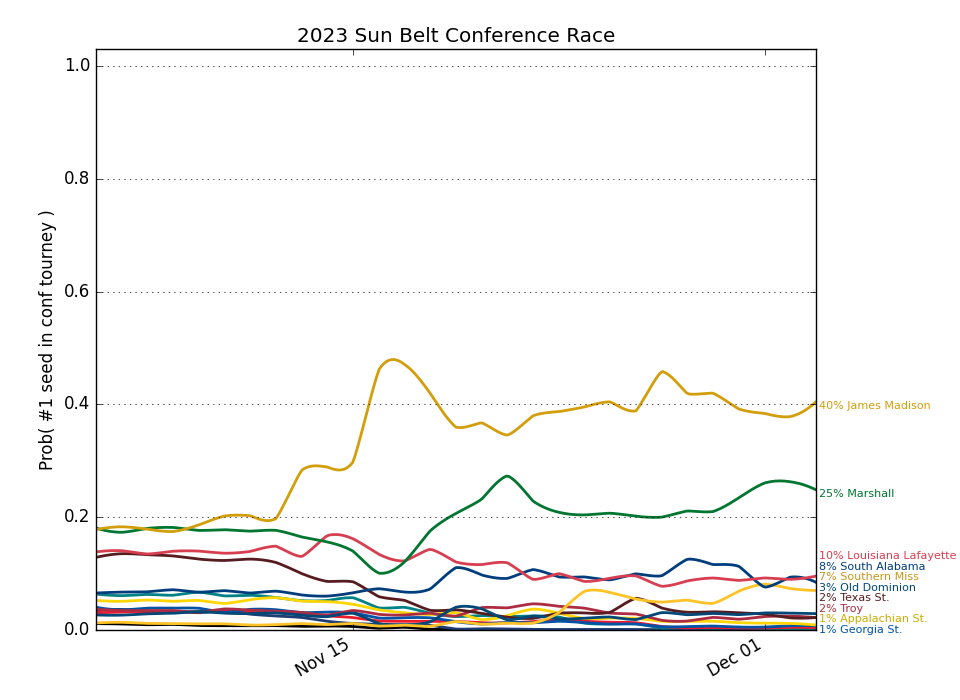 2023 Sun Belt Conference Race
1.0
0.8
0.6
0.4
0.2
0.0
Prob( #1 seed in conf tourney )
Nov 15
Dec 01
40% James Madison
25% Marshall
10% Louisiana Lafayette
8% South Alabama
7% Southern Miss
3% Old Dominion
2% Texas St.
2% Troy
1% Appalachian St.
1% Georgia St.